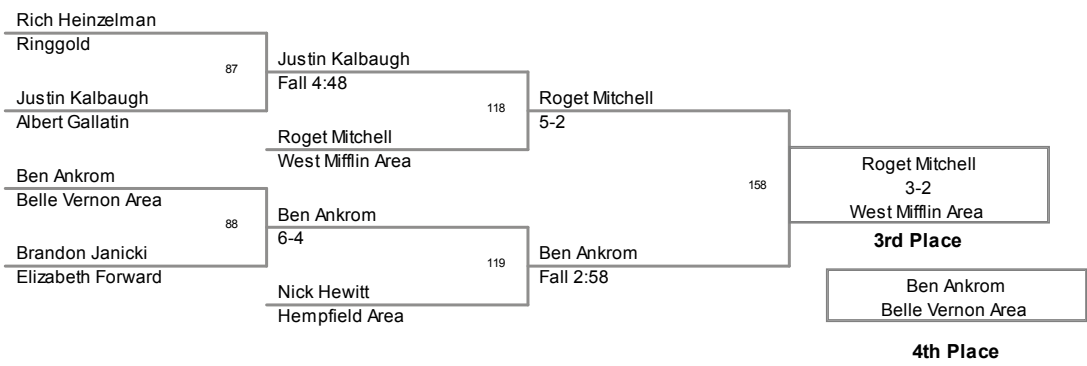 Rich Heinzelman
Ringgold
87
Justin Kalbaugh
Albert Gallatin
Justin Kalbaugh
Fall 4:48
118
Roget Mitchell
West Mifflin Area
Roget Mitchell
5-2
Ben Ankrom
Belle Vernon Area
88
Brandon Janicki
Elizabeth Forward
Ben Ankrom
6-4
119
Nick Hewitt
Hempfield Area
Ben Ankrom
Fall 2:58
158
Roget Mitchell
3-2
West Mifflin Area
3rd Place
Ben Ankrom
Belle Vernon Area
4th Place